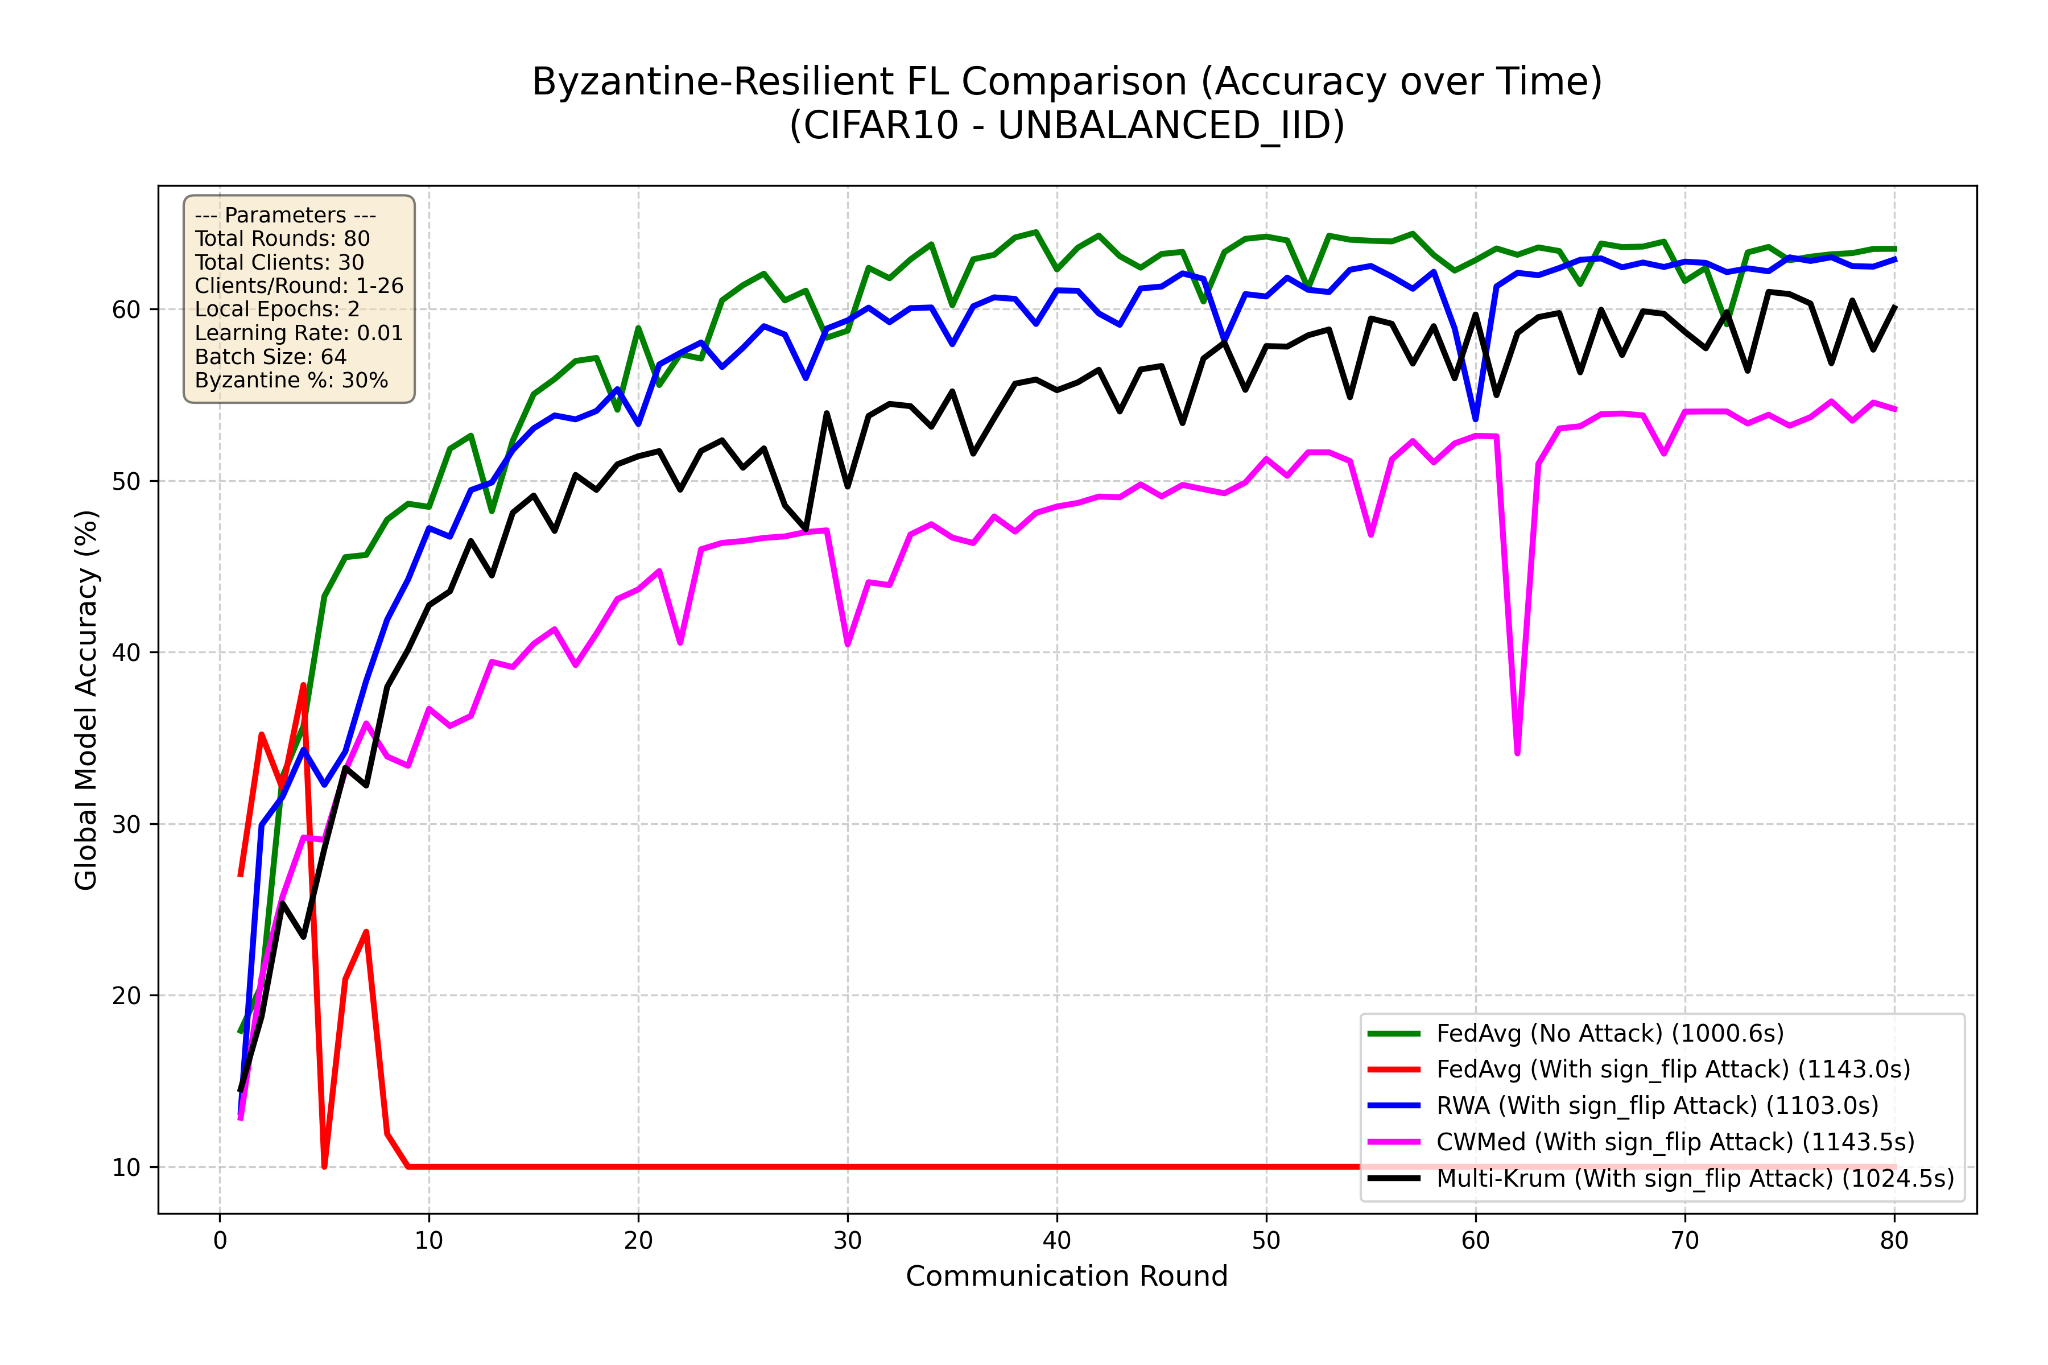 Byzantine-Resilient FL Comparison (Accuracy over Time)
(CIFAR10 - UNBALANCED_IID)
--- Parameters ---
Total Rounds: 80
Total Clients: 30
Clients/Round: 1-26
Local Epochs: 2
Learning Rate: 0.01
Batch Size: 64
Byzantine %: 30%
Global Model Accuracy (%)
60
50
40
30
20
10
FedAvg (No Attack) (1000.6s)
FedAvg (With sign_flip Attack) (1143.0s)
RWA (With sign_flip Attack) (1103.0s)
CWMed (With sign_flip Attack) (1143.5s)
Multi-Krum (With sign_flip Attack) (1024.5s)
0 10 20 30 40 50 60 70 80
Communication Round